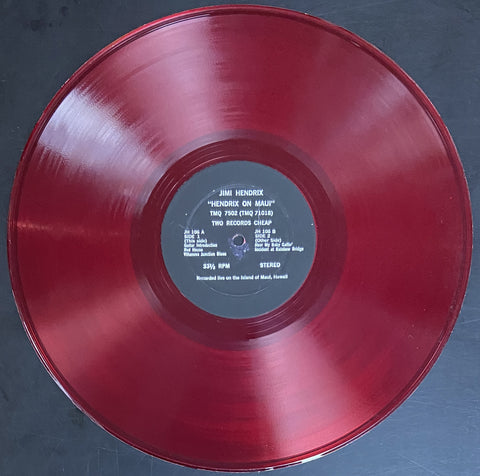 JIMI HENDRIX
"HENDRIX ON MAUI"
TMQ 7502 (TMQ 71018)
TWO RECORDS CHEAP
JH 106 A
SIDE 1
(This side)
Guitar Introduction
Red House
Villanova Junction Blues
JH 106 B
SIDE 2
(Other Side)
Hear My Baby Callin'
Incident at Rainbow Bridge
33⅓ RPM STEREO
Recorded live on the Island of Maui, Hawaii